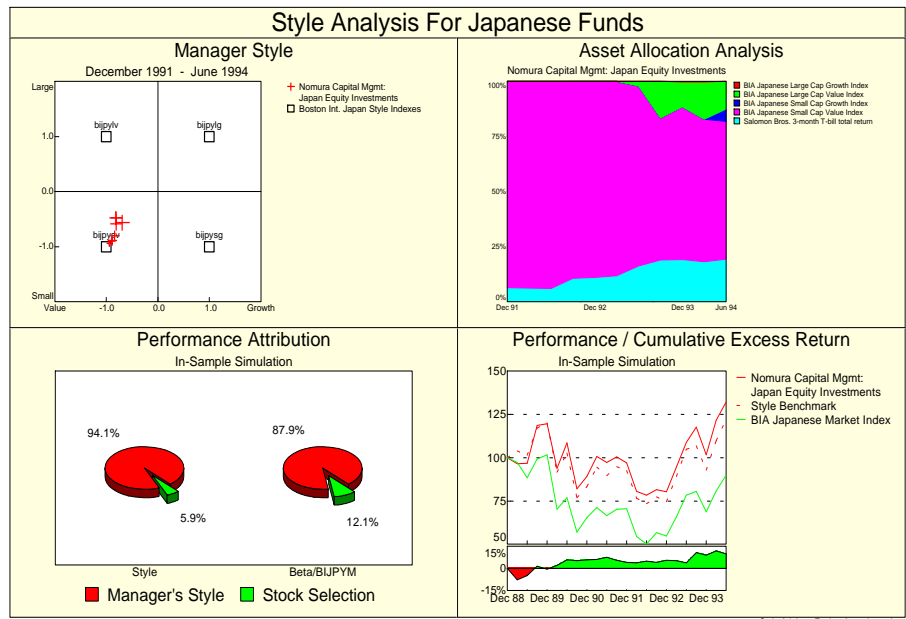 Style Analysis For Japanese Funds
Manager Style
December 1991 - June 1994
Large
1.0
0.0
-1.0
Small
Value
-1.0
0.0
1.0
Growth
bijpylv
bijpylg
bijpysv
bijpysg
Nomura Capital Mgmt:
Japan Equity Investments
Boston Int. Japan Style Indexes
Asset Allocation Analysis
Nomura Capital Mgmt: Japan Equity Investments
100%
75%
50%
25%
0%
Dec 91
Dec 92
Dec 93
Jun 94
BIA Japanese Large Cap Growth Index
BIA Japanese Large Cap Value Index
BIA Japanese Small Cap Growth Index
BIA Japanese Small Cap Value Index
Salomon Bros. 3-month T-bill total return
Performance Attribution
In-Sample Simulation
94.1%
5.9%
87.9%
12.1%
Style
Beta/BIJPYM
Manager's Style
Stock Selection
Performance / Cumulative Excess Return
In-Sample Simulation
150
125
100
75
50
15%
0
-15%
Dec 88
Dec 89
Dec 90
Dec 91
Dec 92
Dec 93
Nomura Capital Mgmt:
Japan Equity Investments
Style Benchmark
BIA Japanese Market Index